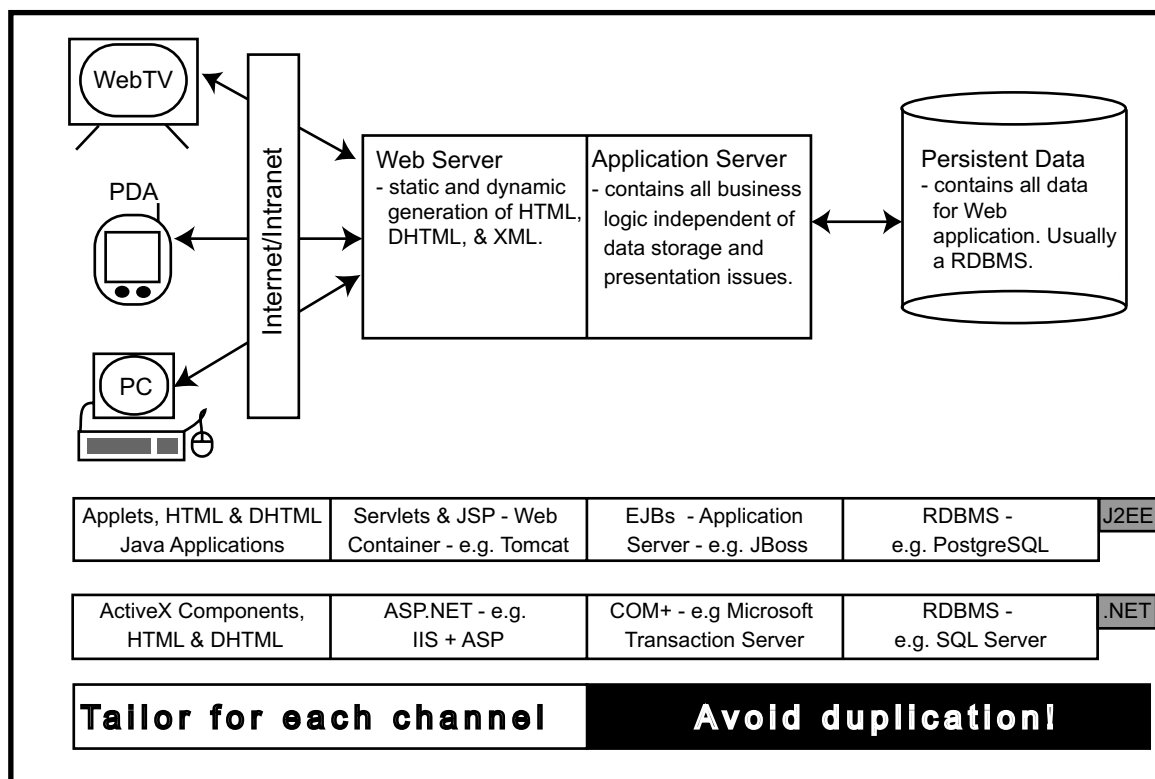 WebTV
PDA
PC
Internet/Intranet
Web Server
- static and dynamic
generation of HTML,
DHTML, & XML.
Application Server
- contains all business
logic independent of
data storage and
presentation issues.
Persistent Data
- contains all data
for Web
application. Usually
a RDBMS.
Applets, HTML & DHTML
Java Applications
Servlets & JSP - Web
Container - e.g. Tomcat
EJBs - Application
Server - e.g. JBoss
RDBMS -
e.g. PostgreSQL
J2EE
ActiveX Components,
HTML & DHTML
ASP.NET - e.g.
IIS + ASP
COM+ - e.g Microsoft
Transaction Server
RDBMS -
e.g. SQL Server
.NET
Tailor for each channel
Avoid duplication!